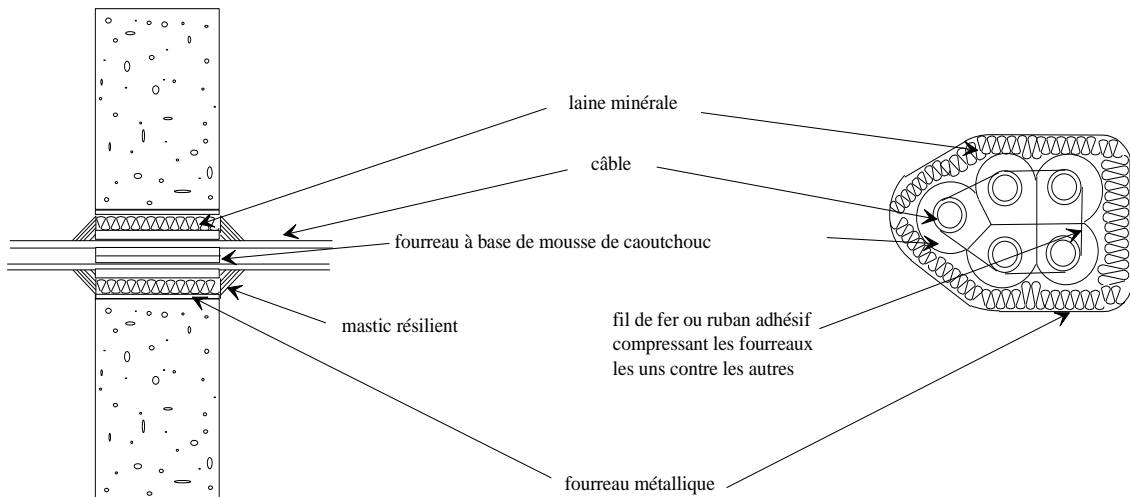 laine minérale
câble
fourreau à base de mousse de caoutchouc
mastic résilient
fil de fer ou ruban adhésif
compressant les fourreaux
les uns contre les autres
fourreau métallique